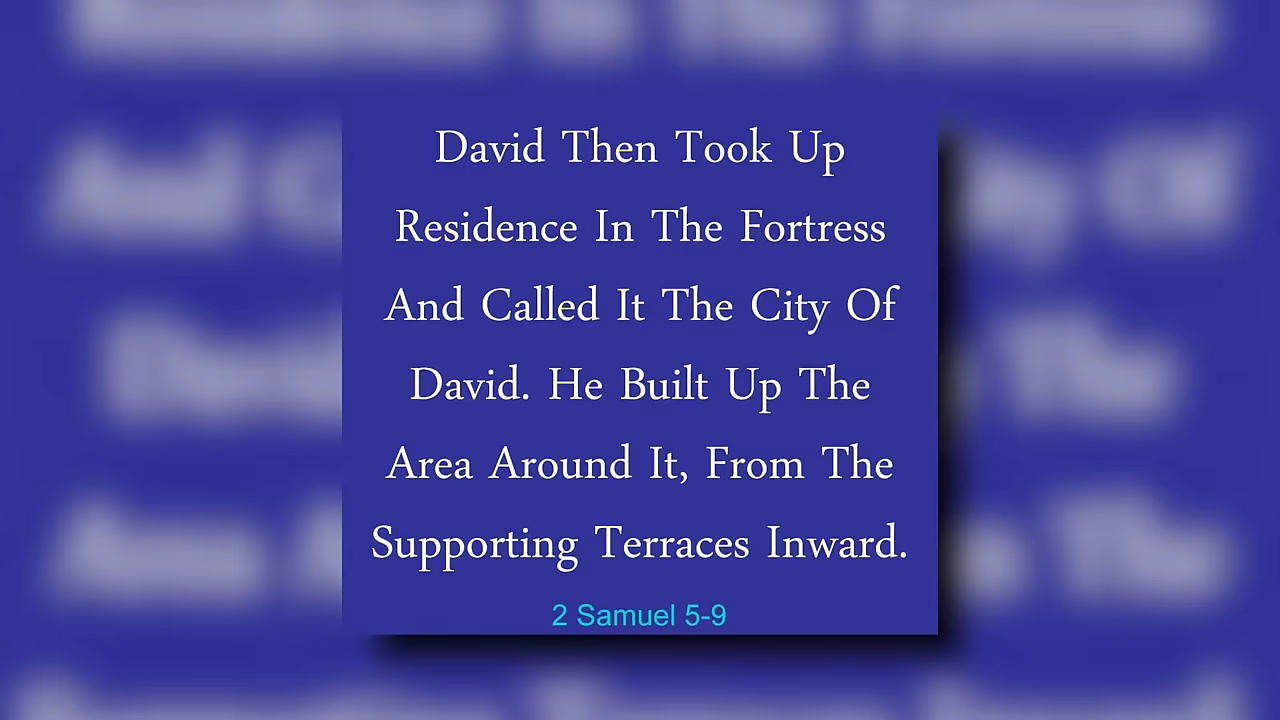 David Then Took Up
Residence In The Fortress
And Called It The City Of
David. He Built Up The
Area Around It, From The
Supporting Terraces Inward.
2 Samuel 5-9